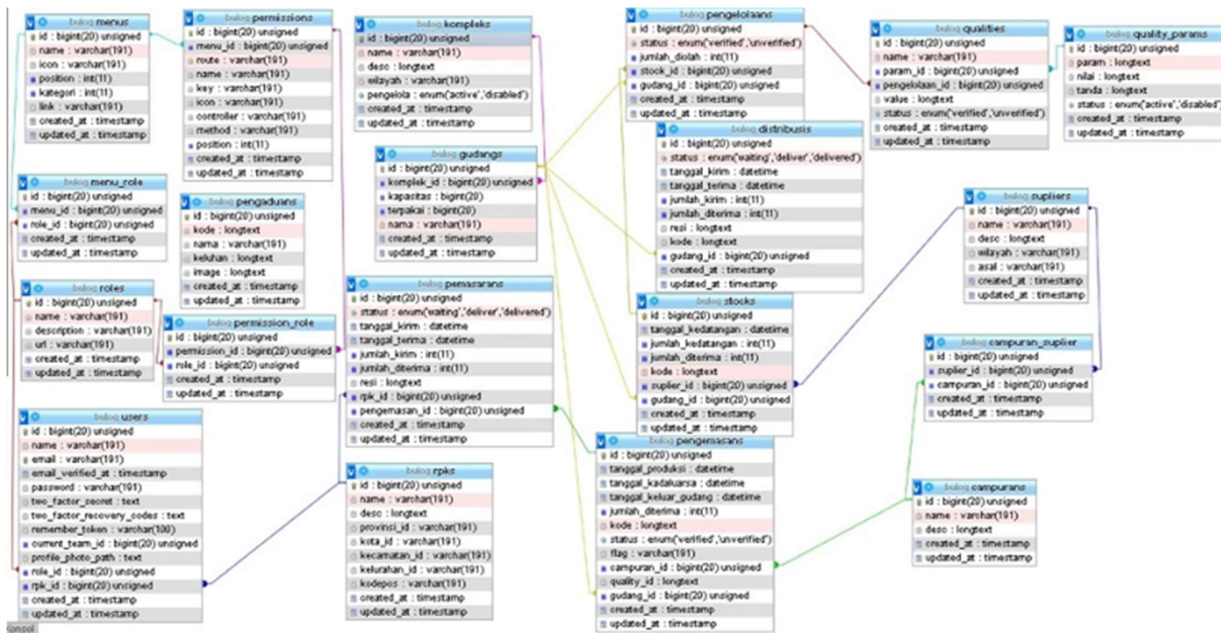 bulog menus
id : bigint(20) unsigned
name : varchar(191)
icon : varchar(191)
position : int(11)
kategori : int(11)
link : varchar(191)
created_at : timestamp
updated_at : timestamp
bulog permissions
id : bigint(20) unsigned
menu_id : bigint(20) unsigned
route : varchar(191)
name : varchar(191)
key : varchar(191)
icon : varchar(191)
controller : varchar(191)
method : varchar(191)
position : int(11)
created_at : timestamp
updated_at : timestamp
bulog kompleks
id : bigint(20) unsigned
name : varchar(191)
desc : longtext
wilayah : varchar(191)
pengelola : enum('active','disabled')
created_at : timestamp
updated_at : timestamp
bulog pengelolaans
id : bigint(20) unsigned
status : enum('verified','unverified')
jumlah_diolah : int(11)
stock_id : bigint(20) unsigned
gudang_id : bigint(20) unsigned
created_at : timestamp
updated_at : timestamp
bulog qualities
id : bigint(20) unsigned
name : varchar(191)
param_id : bigint(20) unsigned
pengelolaan_id : bigint(20) unsigned
value : longtext
status : enum('verified','unverified')
created_at : timestamp
updated_at : timestamp
bulog quality_params
id : bigint(20) unsigned
param : longtext
nilai : longtext
tanda : longtext
status : enum('active','disabled')
created_at : timestamp
updated_at : timestamp
bulog distribusis
id : bigint(20) unsigned
status : enum('waiting','deliver','delivered')
tanggal_kirim : datetime
tanggal_terima : datetime
jumlah_kirim : int(11)
jumlah_diterima : int(11)
resi : longtext
kode : longtext
gudang_id : bigint(20) unsigned
created_at : timestamp
updated_at : timestamp
bulog gudangs
id : bigint(20) unsigned
komplek_id : bigint(20) unsigned
kapasitas : bigint(20)
terpakai : bigint(20)
nama : varchar(191)
created_at : timestamp
updated_at : timestamp
bulog menu_role
id : bigint(20) unsigned
menu_id : bigint(20) unsigned
role_id : bigint(20) unsigned
created_at : timestamp
updated_at : timestamp
bulog pengaduans
id : bigint(20) unsigned
kode : longtext
nama : varchar(191)
keluhan : longtext
image : longtext
created_at : timestamp
updated_at : timestamp
bulog supliers
id : bigint(20) unsigned
name : varchar(191)
desc : longtext
wilayah : varchar(191)
asal : varchar(191)
created_at : timestamp
updated_at : timestamp
bulog roles
id : bigint(20) unsigned
name : varchar(191)
description : varchar(191)
url : varchar(191)
created_at : timestamp
updated_at : timestamp
bulog permission_role
id : bigint(20) unsigned
permission_id : bigint(20) unsigned
role_id : bigint(20) unsigned
created_at : timestamp
updated_at : timestamp
bulog pemasarans
id : bigint(20) unsigned
status : enum('waiting','deliver','delivered')
tanggal_kirim : datetime
tanggal_terima : datetime
jumlah_kirim : int(11)
jumlah_diterima : int(11)
resi : longtext
rpk_id : bigint(20) unsigned
pengemasan_id : bigint(20) unsigned
created_at : timestamp
updated_at : timestamp
bulog stocks
id : bigint(20) unsigned
tanggal_kedatangan : datetime
jumlah_kedatangan : int(11)
jumlah_diterima : int(11)
kode : longtext
suplier_id : bigint(20) unsigned
gudang_id : bigint(20) unsigned
created_at : timestamp
updated_at : timestamp
bulog campuran_suplier
id : bigint(20) unsigned
suplier_id : bigint(20) unsigned
campuran_id : bigint(20) unsigned
created_at : timestamp
updated_at : timestamp
bulog users
id : bigint(20) unsigned
name : varchar(191)
email : varchar(191)
email_verified_at : timestamp
password : varchar(191)
two_factor_secret : text
two_factor_recovery_codes : text
remember_token : varchar(100)
current_team_id : bigint(20) unsigned
profile_photo_path : text
role_id : bigint(20) unsigned
rpk_id : bigint(20) unsigned
created_at : timestamp
updated_at : timestamp
bulog rpks
id : bigint(20) unsigned
name : varchar(191)
desc : longtext
provinsi_id : varchar(191)
kota_id : varchar(191)
kecamatan_id : varchar(191)
kelurahan_id : varchar(191)
kodepos : varchar(191)
created_at : timestamp
updated_at : timestamp
bulog pengemasans
id : bigint(20) unsigned
tanggal_produksi : datetime
tanggal_kadaluarsa : datetime
tanggal_keluar_gudang : datetime
jumlah_diterima : int(11)
kode : longtext
status : enum('verified','unverified')
flag : varchar(191)
campuran_id : bigint(20) unsigned
quality_id : longtext
gudang_id : bigint(20) unsigned
created_at : timestamp
updated_at : timestamp
bulog campurans
id : bigint(20) unsigned
name : varchar(191)
desc : longtext
created_at : timestamp
updated_at : timestamp
Konsol